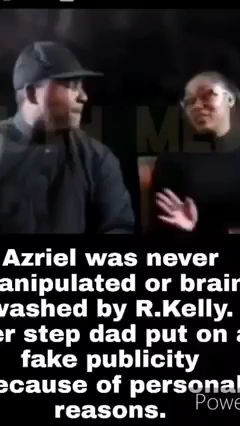 Azriel was never
anipulated or brain
washed by R.Kelly.
er step dad put on a
fake publicity
ecause of personal
reasons.
Powe